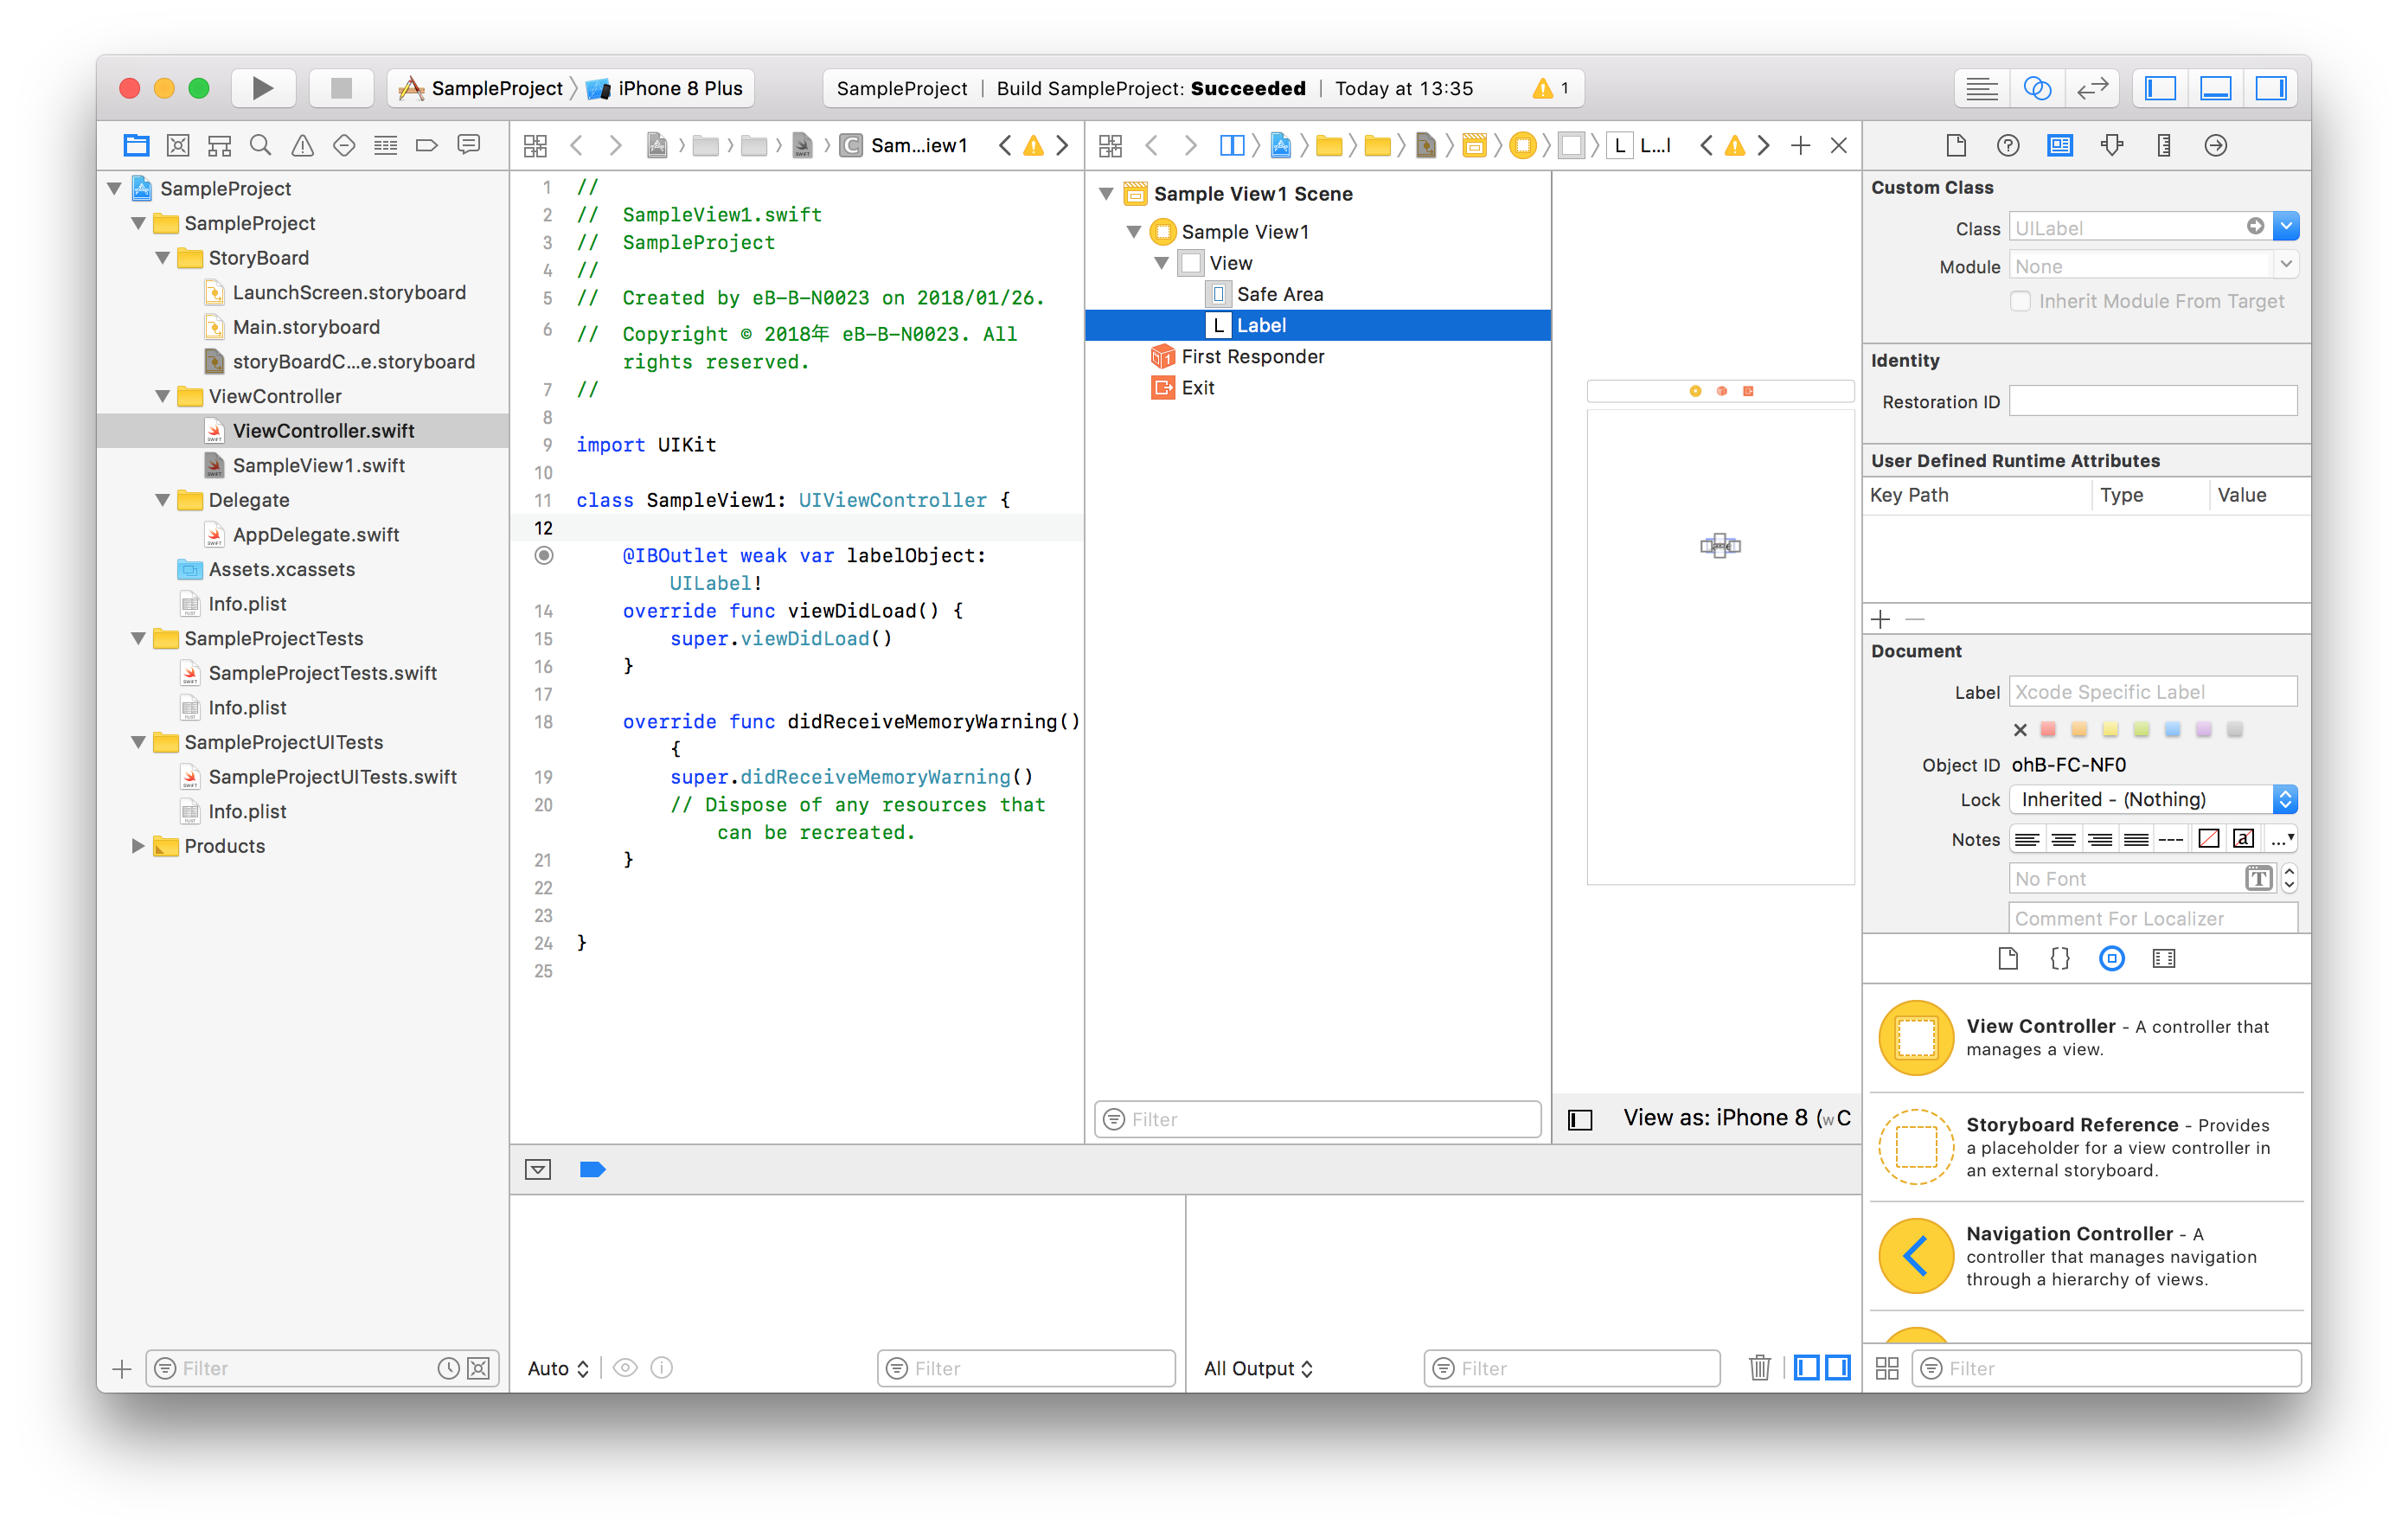 SampleProject
iPhone 8 Plus
SampleProject | Build SampleProject: Succeeded | Today at 13:35
1
SampleProject
SampleProject
StoryBoard
LaunchScreen.storyboard
Main.storyboard
storyBoardC...e.storyboard
ViewController
ViewController.swift
SampleView1.swift
Delegate
AppDelegate.swift
Assets.xcassets
Info.plist
SampleProjectTests
SampleProjectTests.swift
Info.plist
SampleProjectUITests
SampleProjectUITests.swift
Info.plist
Products
Filter
C Sam...iew1
1 //
2 //  SampleView1.swift
3 //  SampleProject
4 //
5 //  Created by eB-B-N0023 on 2018/01/26.
6 //  Copyright © 2018年 eB-B-N0023. All
rights reserved.
7 //
8
9 import UIKit
10
11 class SampleView1: UIViewController {
12
@IBOutlet weak var labelObject:
UILabel!
14 override func viewDidLoad() {
15 super.viewDidLoad()
16 }
17
18 override func didReceiveMemoryWarning()
{
19 super.didReceiveMemoryWarning()
20 // Dispose of any resources that
can be recreated.
21 }
22
23
24 }
25
L L...l
Sample View1 Scene
Sample View1
View
Safe Area
L Label
First Responder
Exit
Filter
View as: iPhone 8 (wC
Auto
Filter
All Output
Filter
Custom Class
Class UILabel
Module None
Inherit Module From Target
Identity
Restoration ID
User Defined Runtime Attributes
Key Path Type Value
Document
Label Xcode Specific Label
Object ID ohB-FC-NF0
Lock Inherited - (Nothing)
Notes
No Font
Comment For Localizer
View Controller - A controller that
manages a view.
Storyboard Reference - Provides
a placeholder for a view controller in
an external storyboard.
Navigation Controller - A
controller that manages navigation
through a hierarchy of views.
Filter